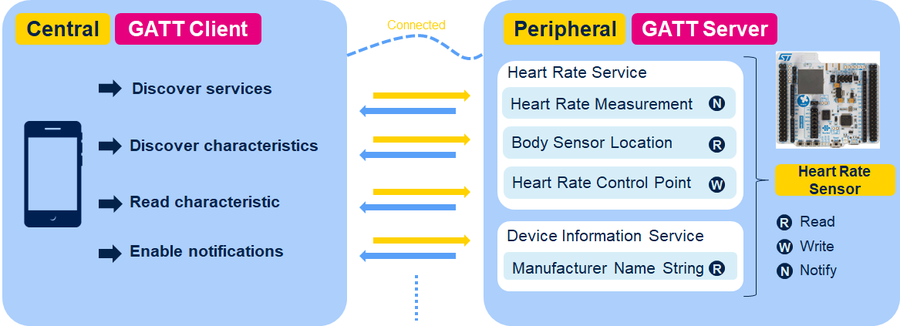 Central GATT Client
Connected
Peripheral GATT Server
Discover services
Discover characteristics
Read characteristic
Enable notifications
Heart Rate Service
Heart Rate Measurement N
Body Sensor Location R
Heart Rate Control Point W
Device Information Service
Manufacturer Name String R
Heart Rate
Sensor
R Read
W Write
N Notify